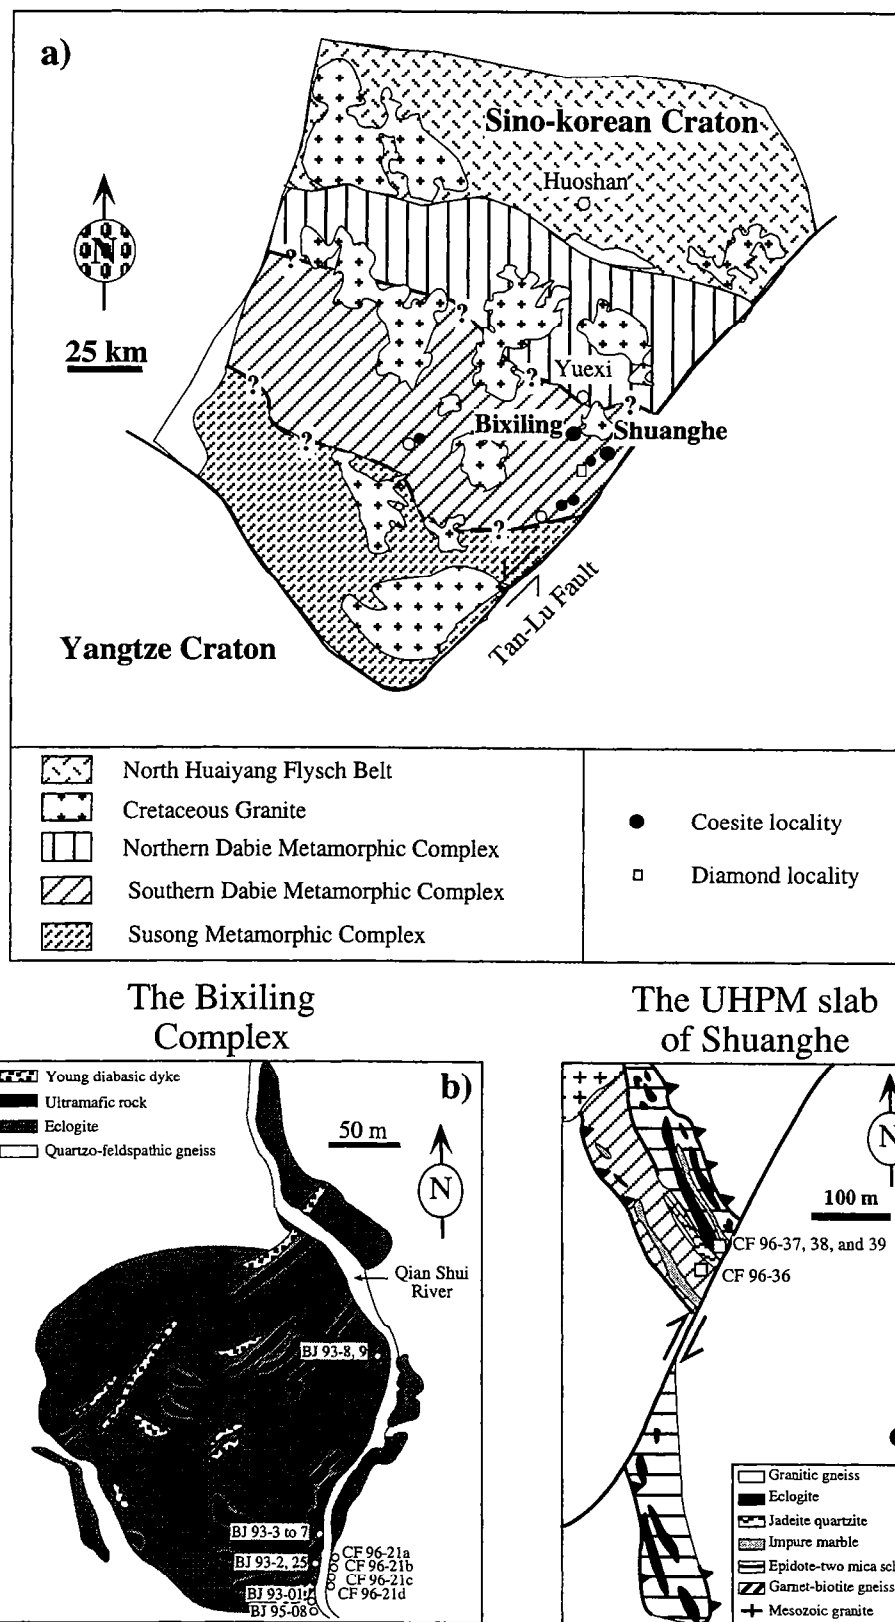 a)
Sino-korean Craton
Huoshan
N
25 km
?
?
?
Yuexi
?
?
Bixiling
Shuanghe
?
?
Tan-Lu Fault
Yangtze Craton
North Huaiyang Flysch Belt
Cretaceous Granite
Northern Dabie Metamorphic Complex
Southern Dabie Metamorphic Complex
Susong Metamorphic Complex
Coesite locality
Diamond locality
The Bixiling
Complex
Young diabasic dyke
Ultramafic rock
Eclogite
Quartzo-feldspathic gneiss
b)
50 m
N
Qian Shui
River
BJ 93-8, 9
BJ 93-3 to 7
BJ 93-2, 25
BJ 93-01
BJ 95-08
CF 96-21a
CF 96-21b
CF 96-21c
CF 96-21d
The UHPM slab
of Shuanghe
N
100 m
CF 96-37, 38, and 39
CF 96-36
Granitic gneiss
Eclogite
Jadeite quartzite
Impure marble
Epidote-two mica sc
Garnet-biotite gneiss
Mesozoic granite